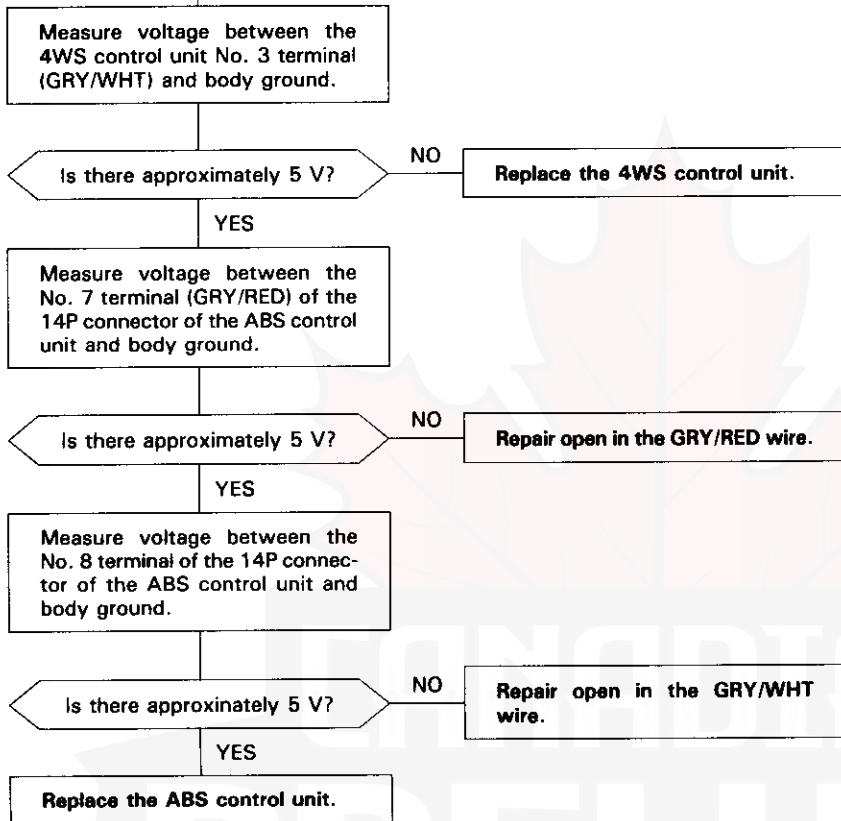 Measure voltage between the
4WS control unit No. 3 terminal
(GRY/WHT) and body ground.
Is there approximately 5 V?
NO
Replace the 4WS control unit.
YES
Measure voltage between the
No. 7 terminal (GRY/RED) of the
14P connector of the ABS control
unit and body ground.
Is there approximately 5 V?
NO
Repair open in the GRY/RED wire.
YES
Measure voltage between the
No. 8 terminal of the 14P connec-
tor of the ABS control unit and
body ground.
Is there approxinately 5 V?
NO
Repair open in the GRY/WHT
wire.
YES
Replace the ABS control unit.